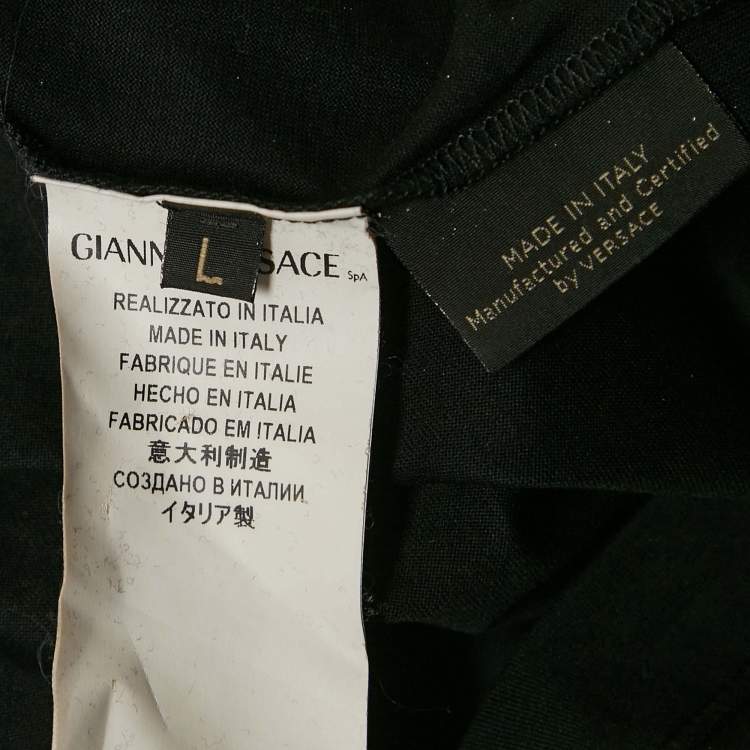 GIANN SACE SpA
L
REALIZZATO IN ITALIA
MADE IN ITALY
FABRIQUE EN ITALIE
HECHO EN ITALIA
FABRICADO EM ITALIA
意大利制造
СОЗДАНО В ИТАЛИИ
イタリア製
MADE IN ITALY
Manufactured and Certified
by VERSACE